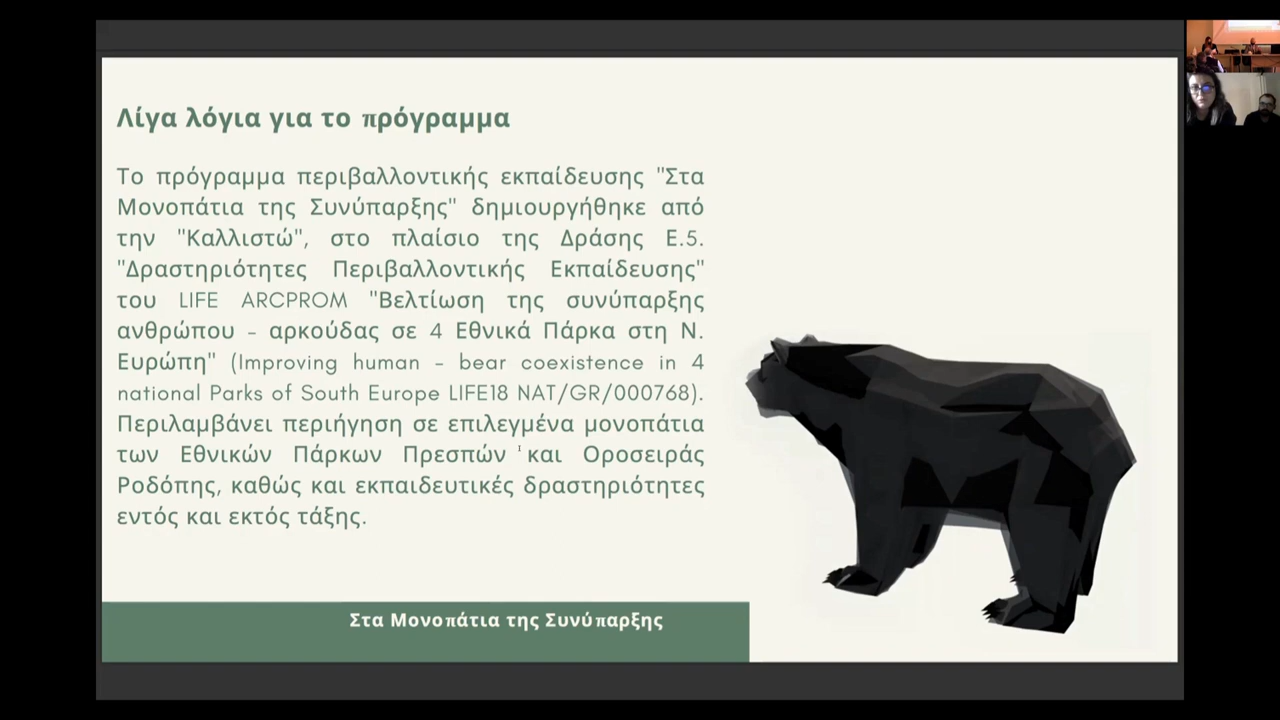 Λίγα λόγια για το πρόγραμμα
Το πρόγραμμα περιβαλλοντικής εκπαίδευσης "Στα
Μονοπάτια της Συνύπαρξης" δημιουργήθηκε από
την "Καλλιστώ", στο πλαίσιο της Δράσης Ε.5.
"Δραστηριότητες Περιβαλλοντικής Εκπαίδευσης"
του LIFE ARCPROM "Βελτίωση της συνύπαρξης
ανθρώπου - αρκούδας σε 4 Εθνικά Πάρκα στη Ν.
Ευρώπη" (Improving human - bear coexistence in 4
national Parks of South Europe LIFE18 NAT/GR/000768).
Περιλαμβάνει περιήγηση σε επιλεγμένα μονοπάτια
των Εθνικών Πάρκων Πρεσπών και Οροσειράς
Ροδόπης, καθώς και εκπαιδευτικές δραστηριότητες
εντός και εκτός τάξης.
Στα Μονοπάτια της Συνύπαρξης